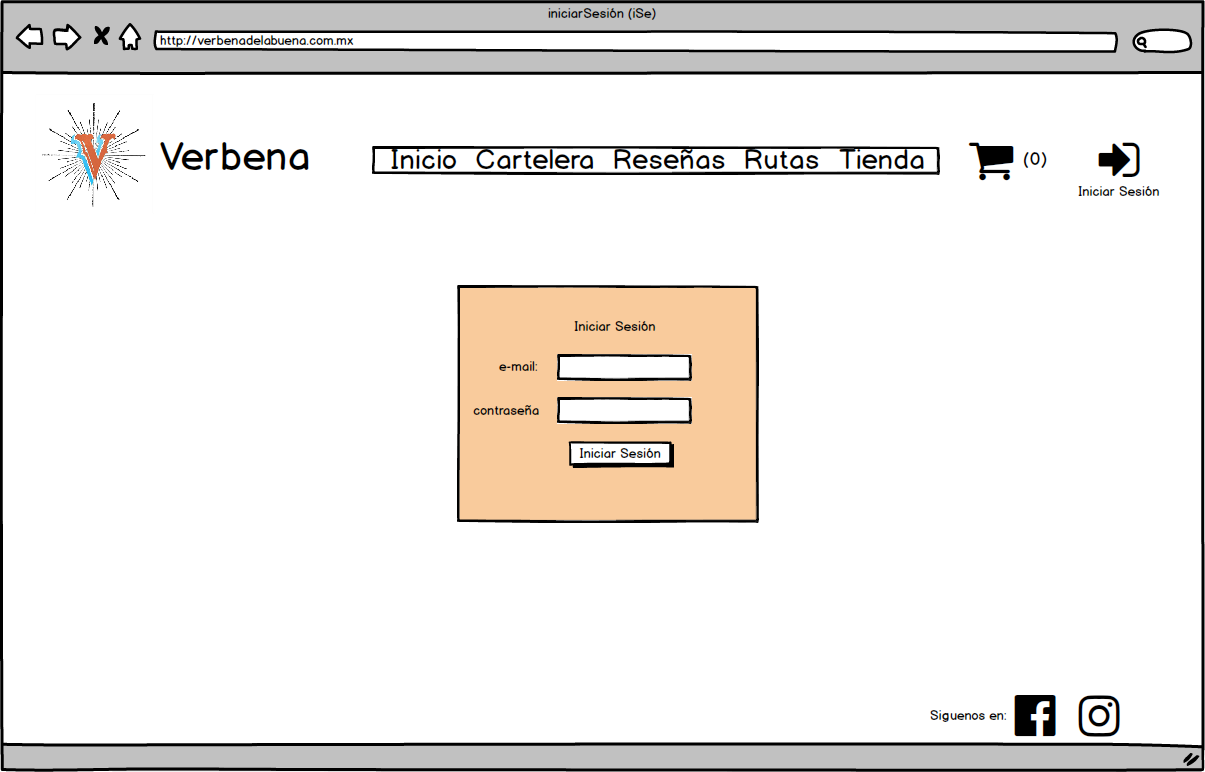 iniciarSesión (iSe)
http://verbenadelabuena.com.mx
V
Verbena
Inicio Cartelera Reseñas Rutas Tienda
(0)
Iniciar Sesión
Iniciar Sesión
e-mail:
contraseña
Iniciar Sesión
Siguenos en: